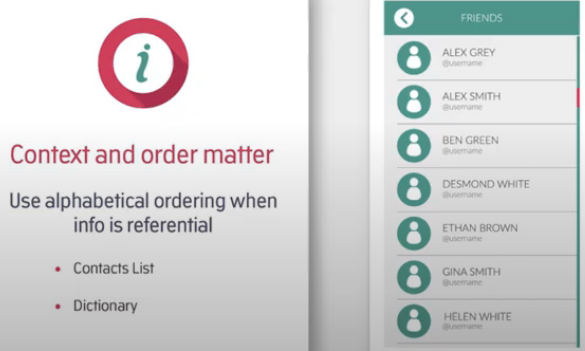 i
Context and order matter
Use alphabetical ordering when
info is referential
• Contacts List
• Dictionary
FRIENDS
ALEX GREY
@username
ALEX SMITH
@username
BEN GREEN
@username
DESMOND WHITE
@username
ETHAN BROWN
@username
GINA SMITH
@username
HELEN WHITE
@username